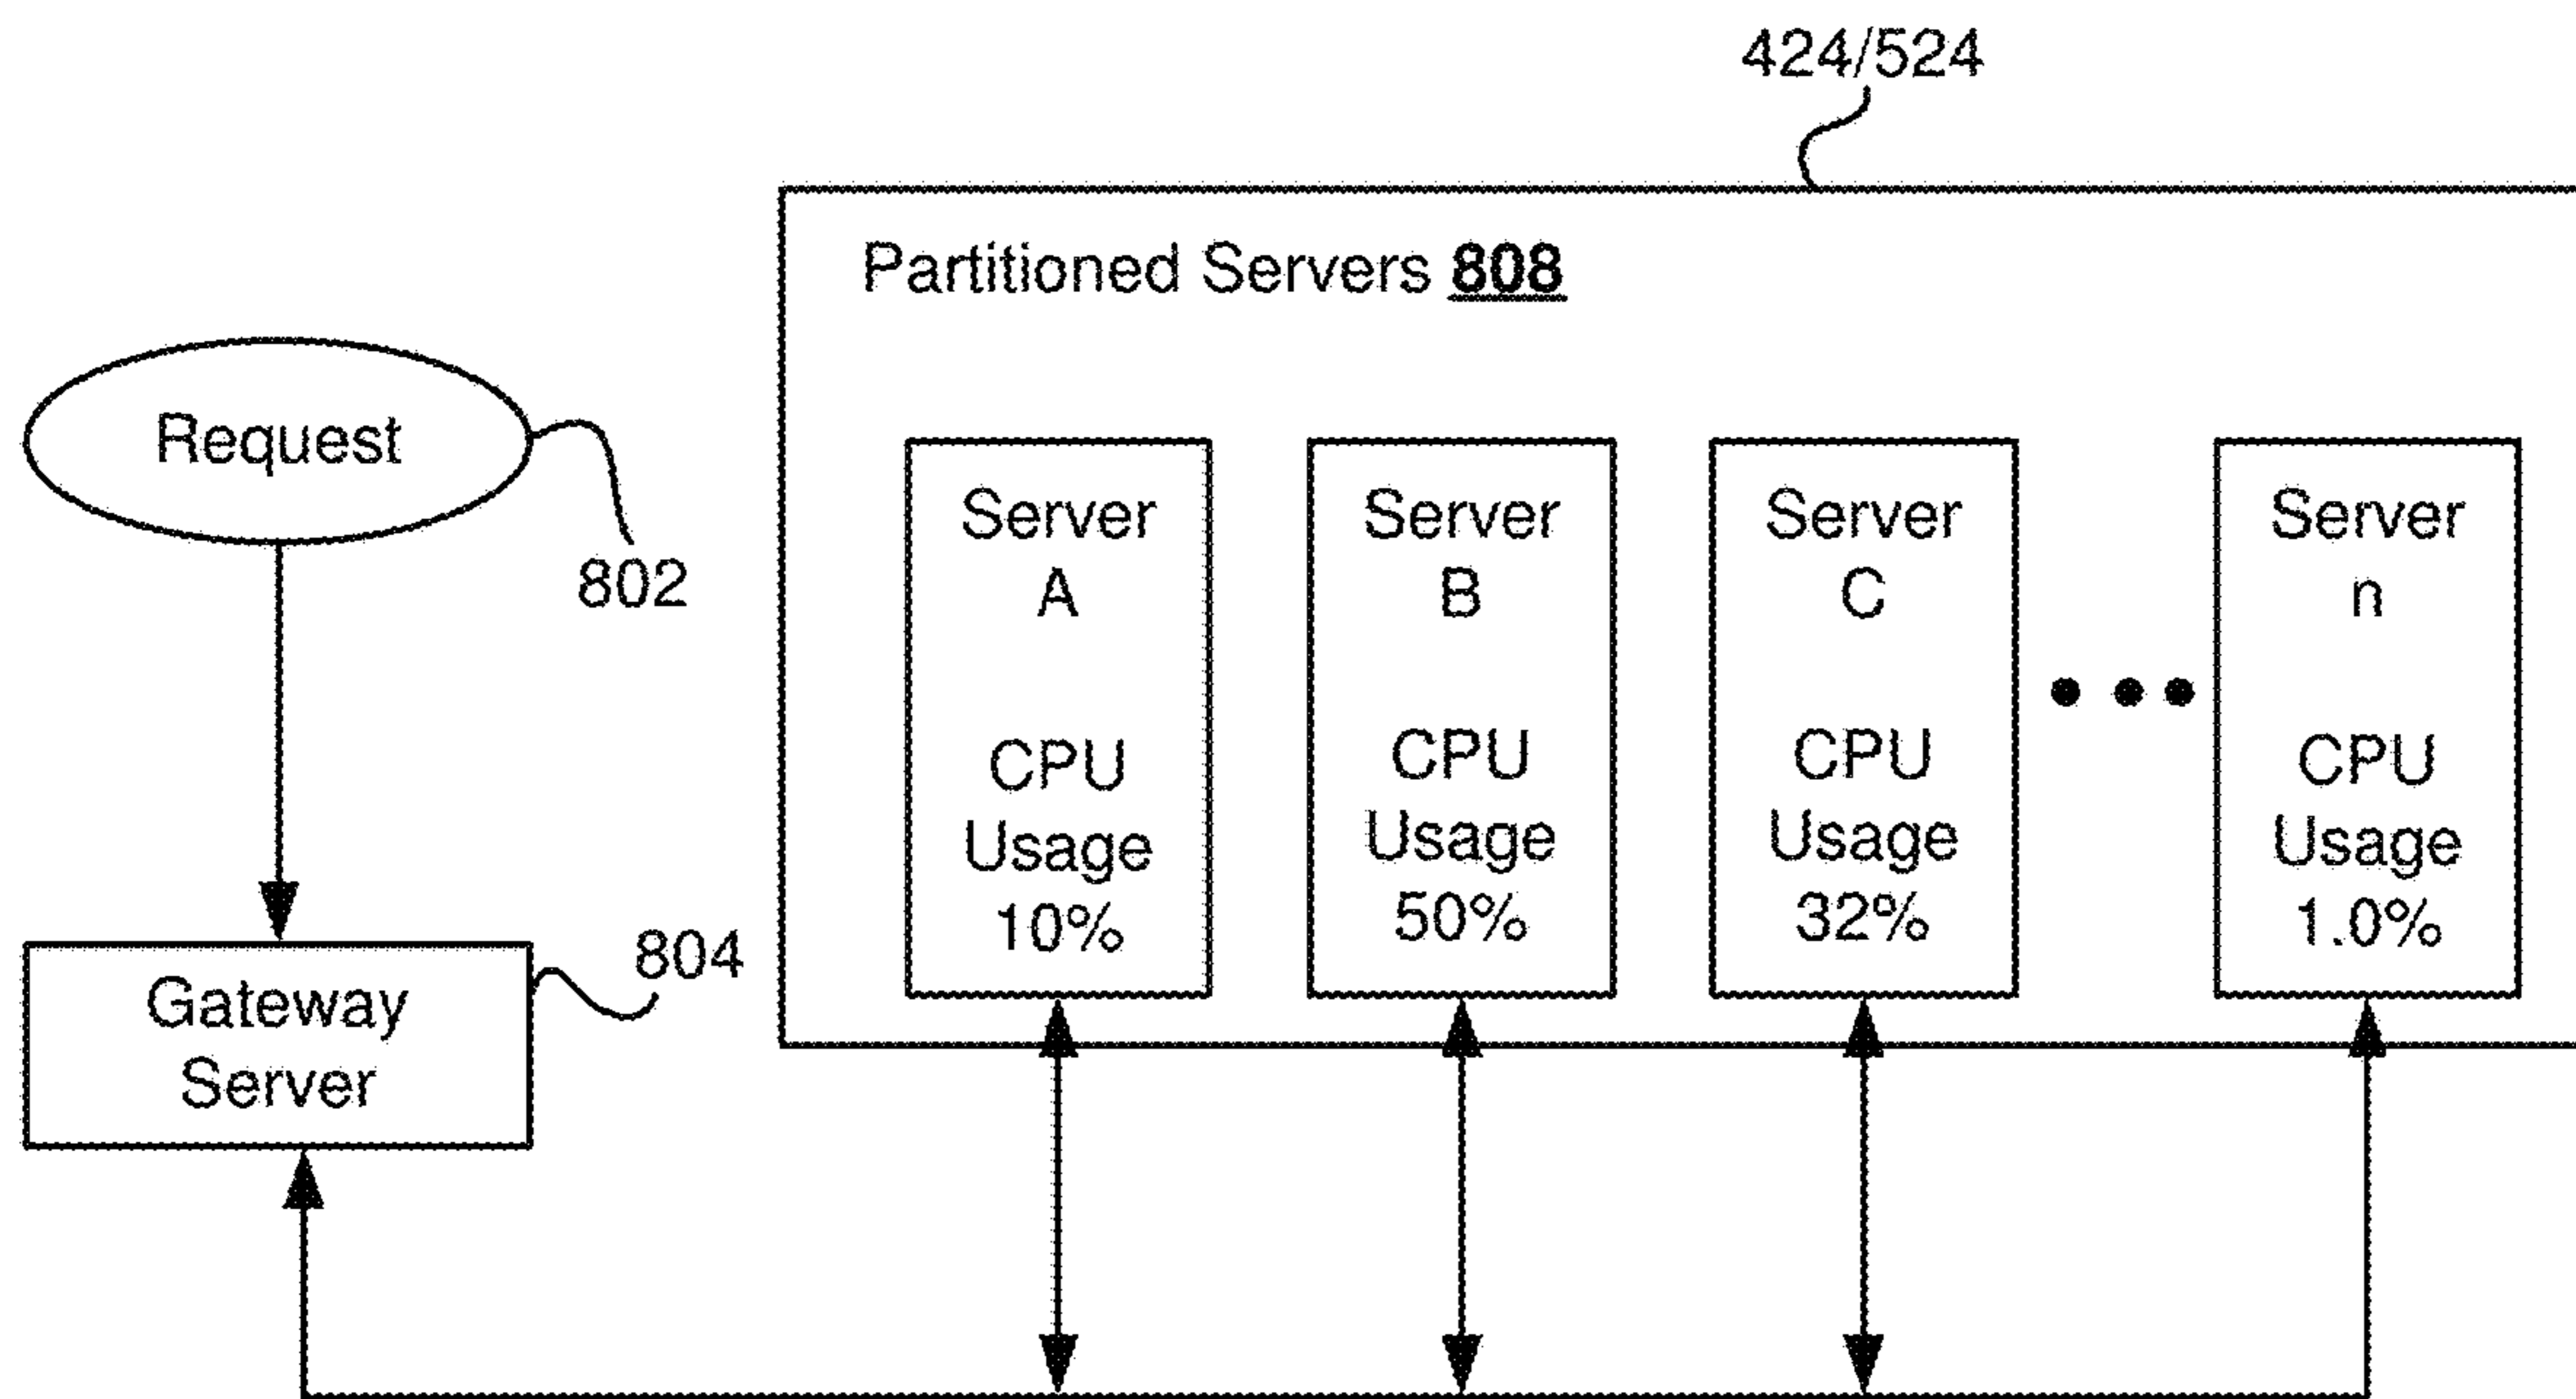 424/524
Partitioned Servers 808
Request
802
Server
A
CPU
Usage
10%
Server
B
CPU
Usage
50%
Server
C
CPU
Usage
32%
Server
n
CPU
Usage
1.0%
804
Gateway
Server